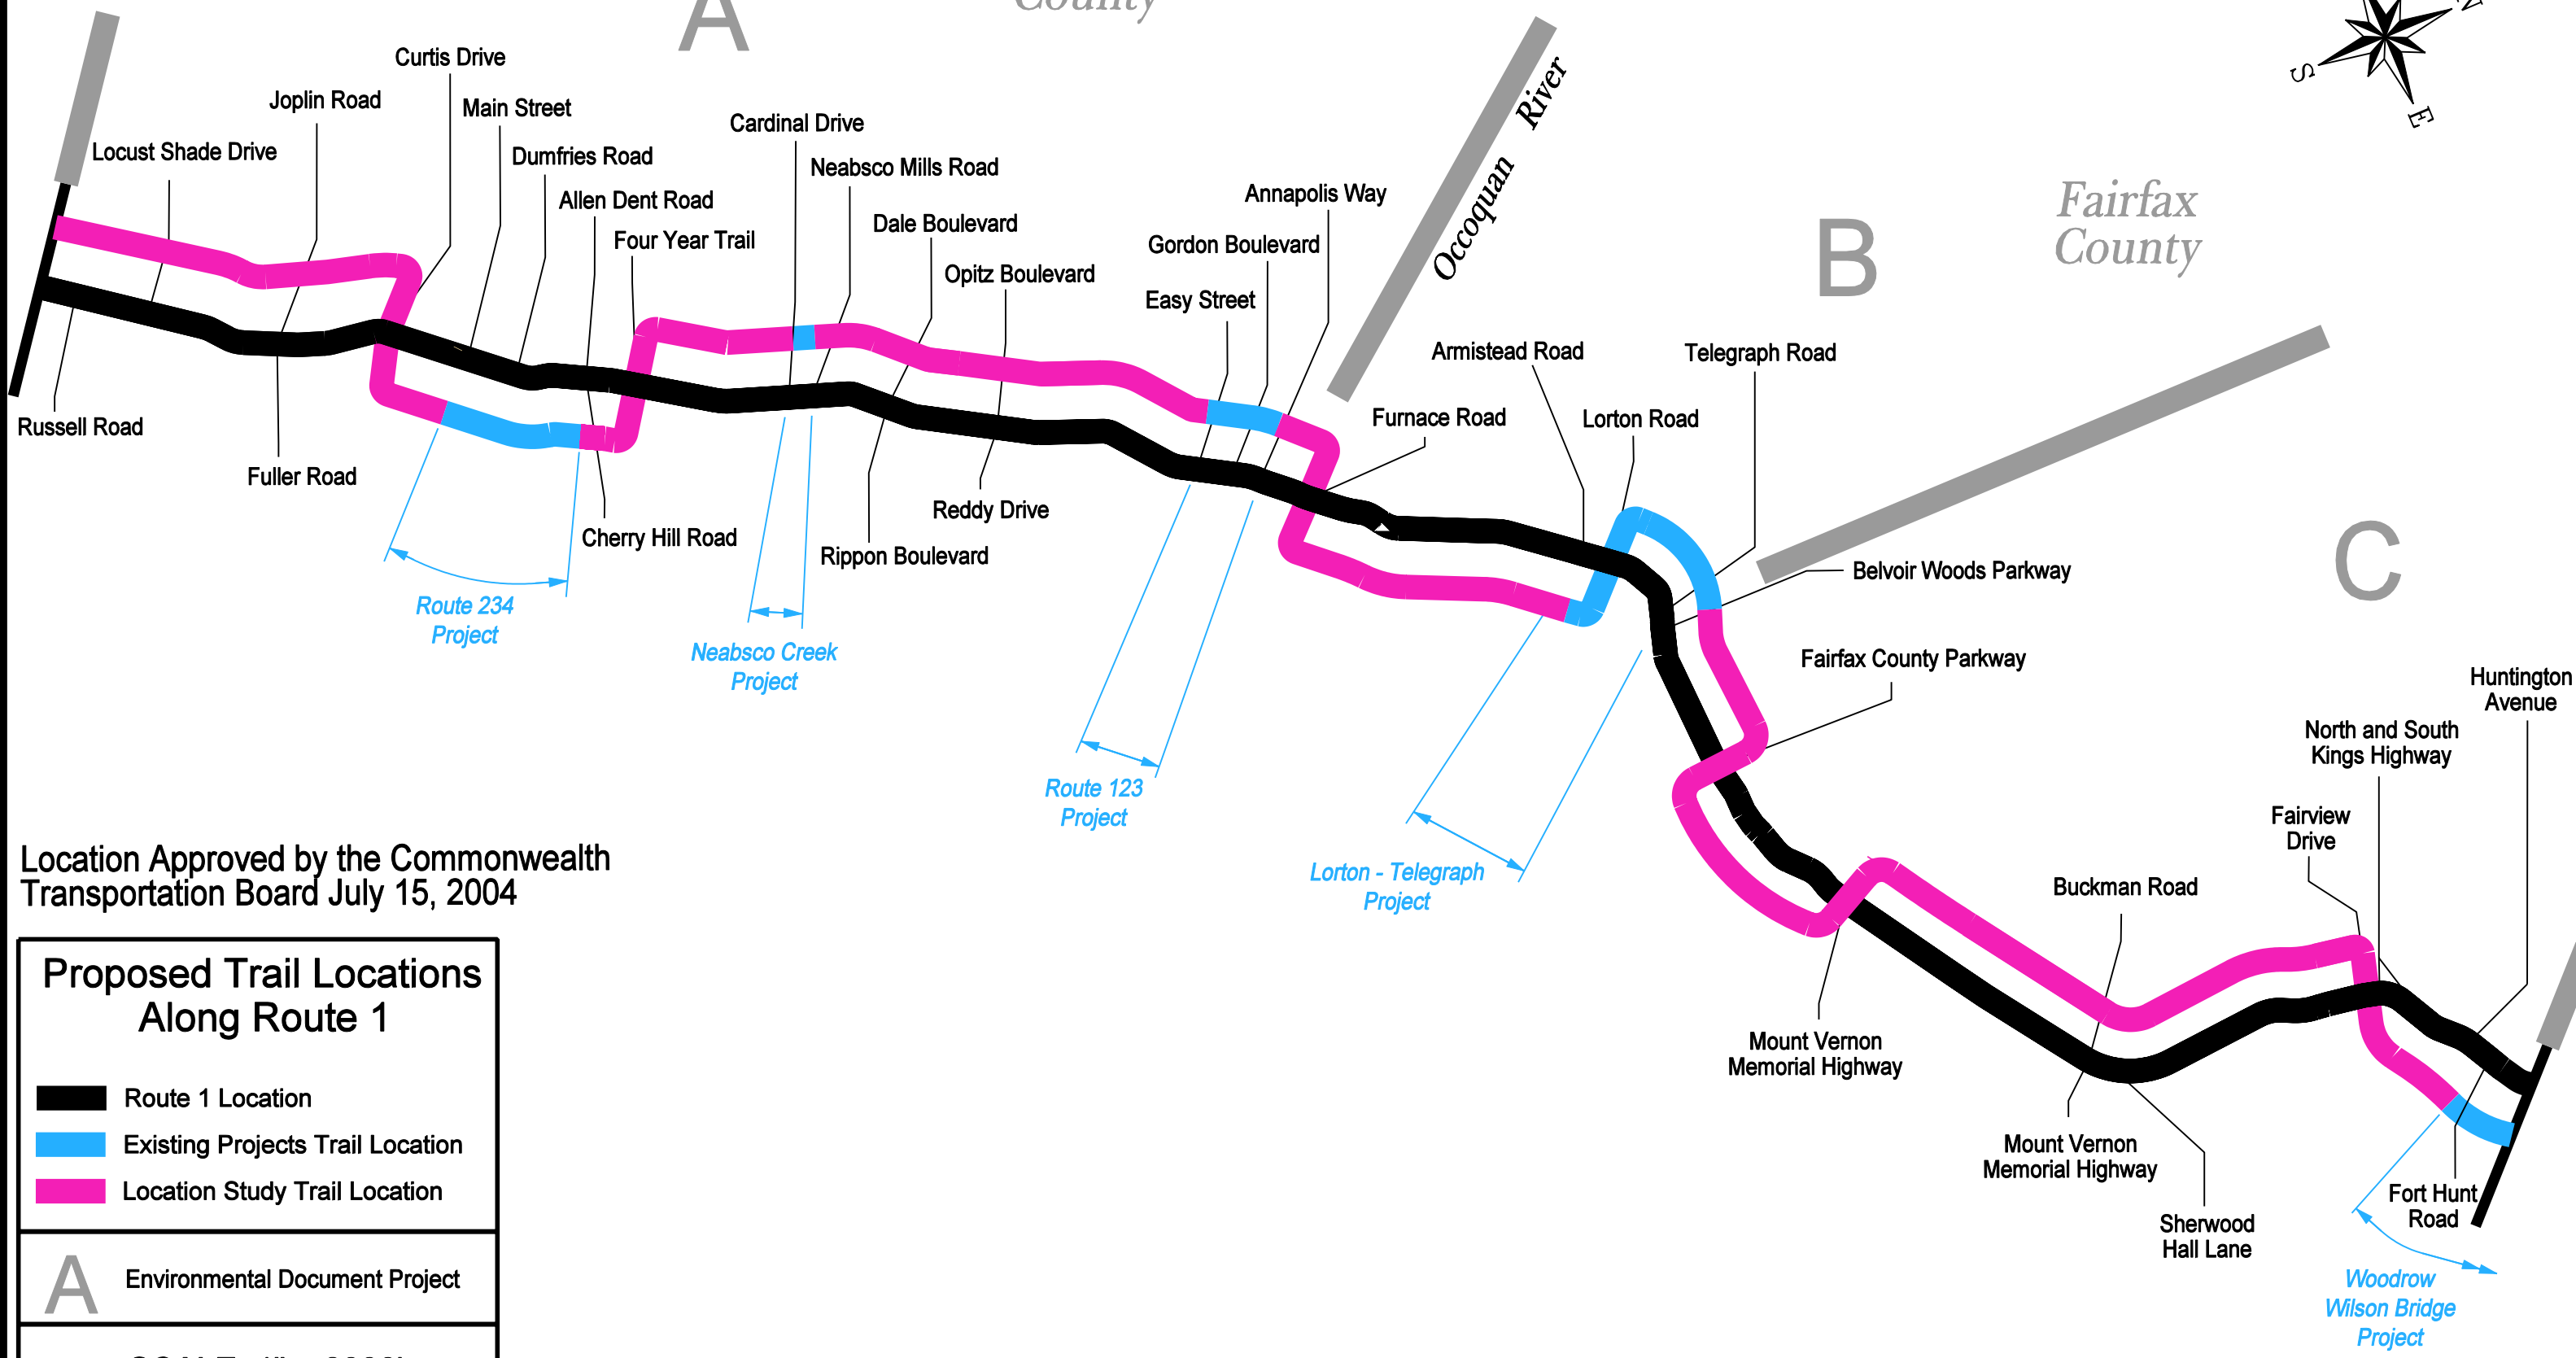 A
County
N
S
E
Curtis Drive
Joplin Road
Main Street
Locust Shade Drive
Dumfries Road
Allen Dent Road
Four Year Trail
Cardinal Drive
Neabsco Mills Road
Dale Boulevard
Opitz Boulevard
Annapolis Way
Gordon Boulevard
Easy Street
Occoquan River
B
Fairfax
County
Armistead Road
Telegraph Road
Furnace Road
Lorton Road
Belvoir Woods Parkway
C
Russell Road
Fuller Road
Cherry Hill Road
Reddy Drive
Rippon Boulevard
Route 234
Project
Neabsco Creek
Project
Route 123
Project
Lorton - Telegraph
Project
Fairfax County Parkway
Huntington
Avenue
North and South
Kings Highway
Fairview
Drive
Buckman Road
Mount Vernon
Memorial Highway
Mount Vernon
Memorial Highway
Sherwood
Hall Lane
Fort Hunt
Road
Woodrow
Wilson Bridge
Project
Location Approved by the Commonwealth
Transportation Board July 15, 2004
Proposed Trail Locations
Along Route 1
Route 1 Location
Existing Projects Trail Location
Location Study Trail Location
A Environmental Document Project